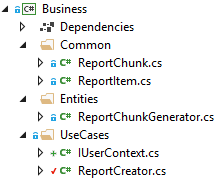 C# Business
Dependencies
Common
C# ReportChunk.cs
C# ReportItem.cs
Entities
C# ReportChunkGenerator.cs
UseCases
+ C# IUserContext.cs
C# ReportCreator.cs